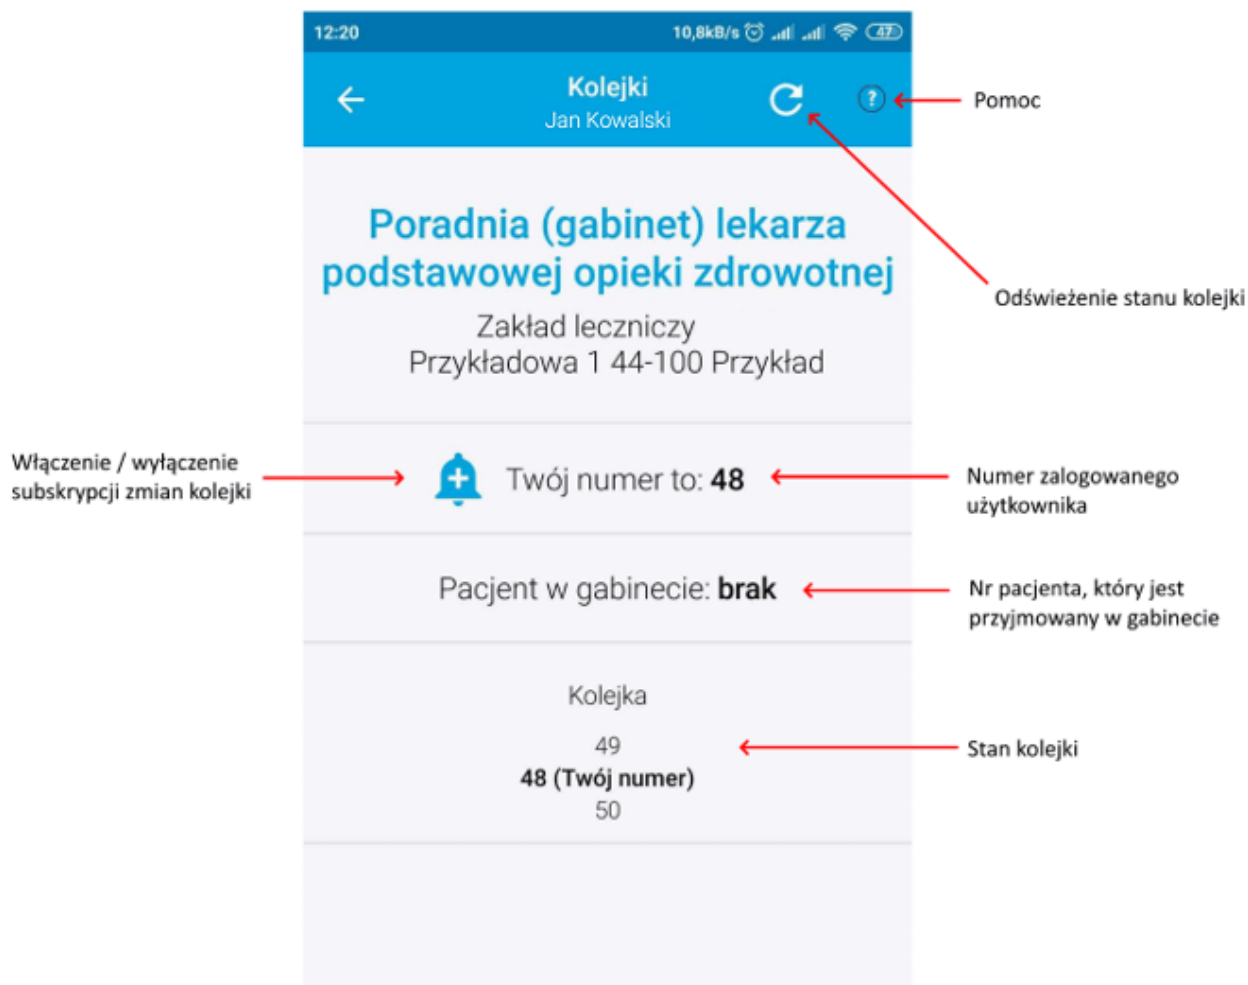 12:20
10,8kB/s
47
Kolejki
Jan Kowalski
?
Pomoc
Poradnia (gabinet) lekarza
podstawowej opieki zdrowotnej
Odświeżenie stanu kolejki
Zakład leczniczy
Przykładowa 1 44-100 Przykład
Włączenie / wyłączenie
subskrypcji zmian kolejki
Twój numer to: 48
Numer zalogowanego
użytkownika
Pacjent w gabinecie: brak
Nr pacjenta, który jest
przyjmowany w gabinecie
Kolejka
49
48 (Twój numer)
50
Stan kolejki